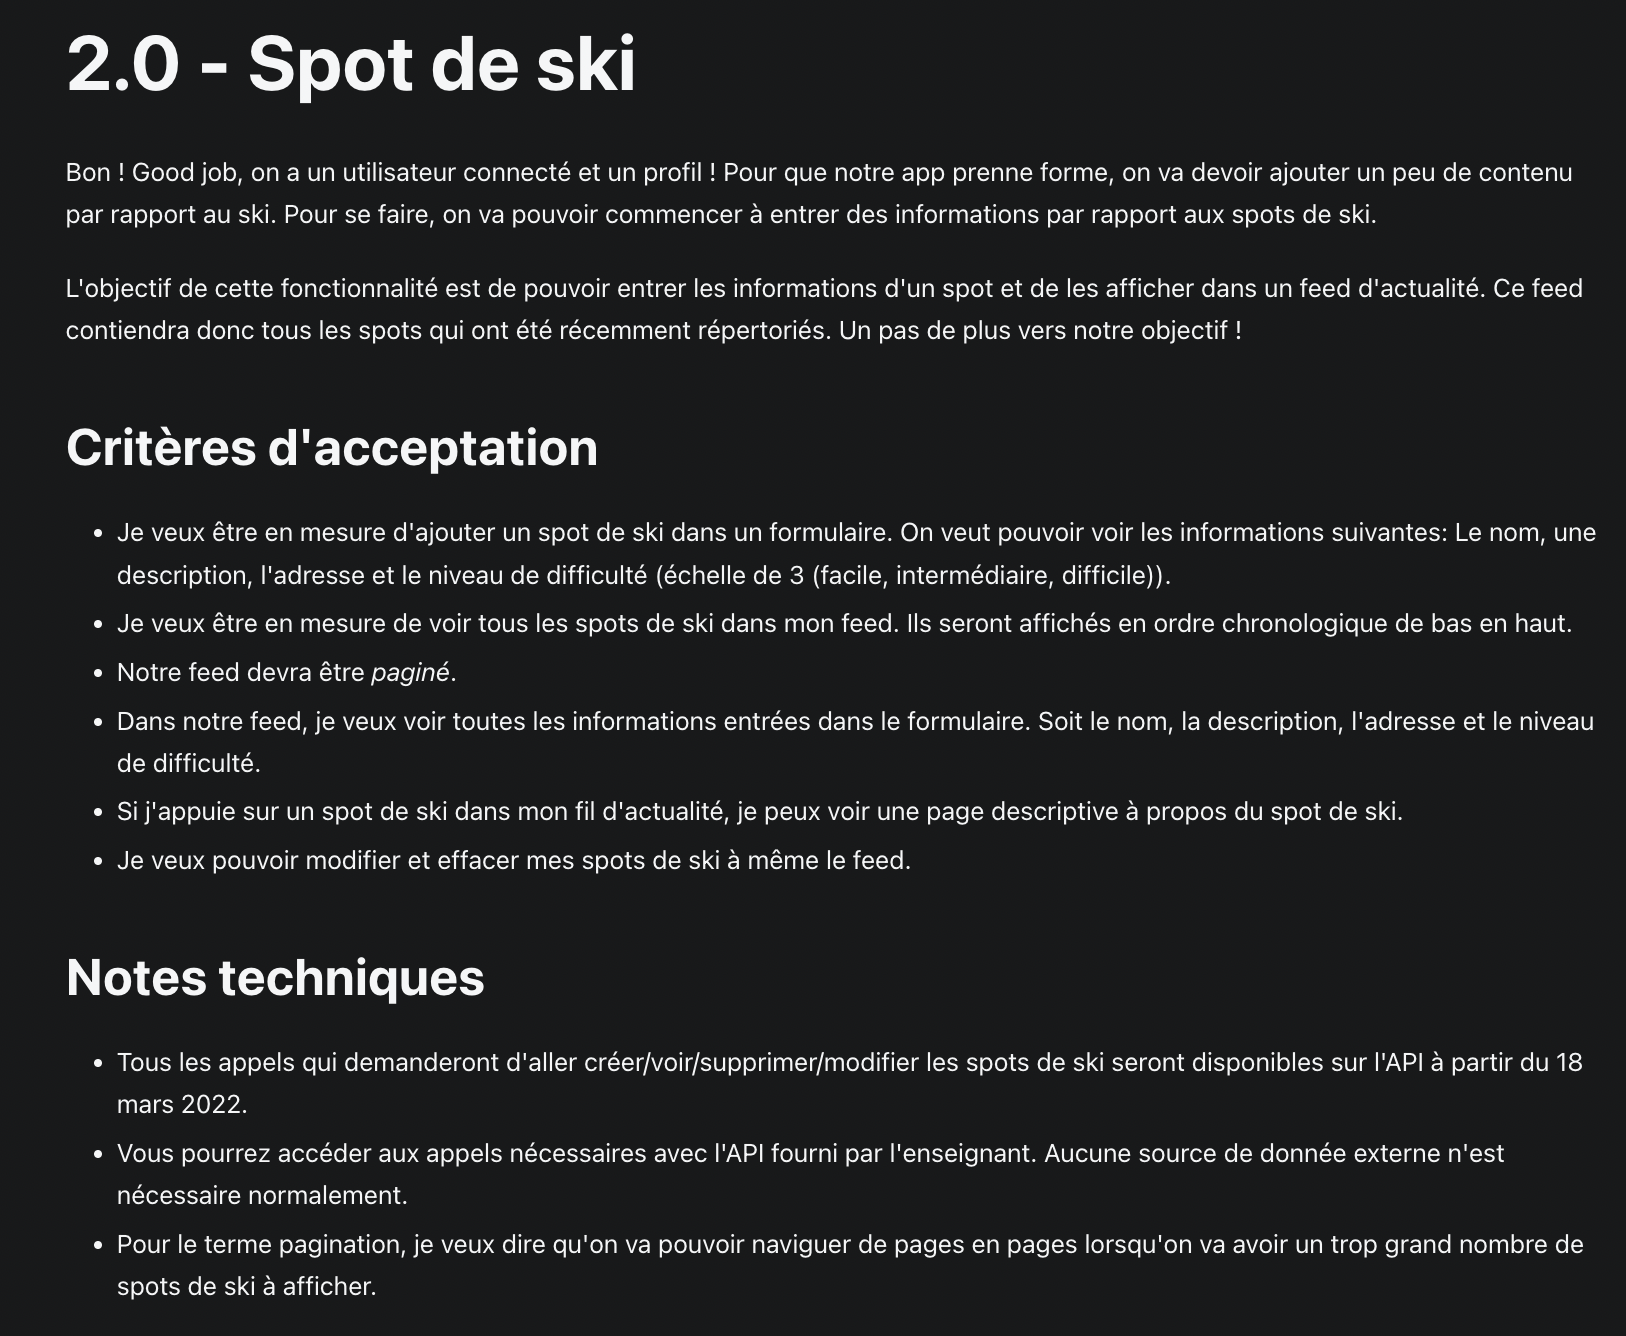 2.0 - Spot de ski
Bon ! Good job, on a un utilisateur connecté et un profil ! Pour que notre app prenne forme, on va devoir ajouter un peu de contenu
par rapport au ski. Pour se faire, on va pouvoir commencer à entrer des informations par rapport aux spots de ski.
L'objectif de cette fonctionnalité est de pouvoir entrer les informations d'un spot et de les afficher dans un feed d'actualité. Ce feed
contiendra donc tous les spots qui ont été récemment répertoriés. Un pas de plus vers notre objectif !
Critères d'acceptation
• Je veux être en mesure d'ajouter un spot de ski dans un formulaire. On veut pouvoir voir les informations suivantes: Le nom, une
description, l'adresse et le niveau de difficulté (échelle de 3 (facile, intermédiaire, difficile)).
• Je veux être en mesure de voir tous les spots de ski dans mon feed. Ils seront affichés en ordre chronologique de bas en haut.
• Notre feed devra être paginé.
• Dans notre feed, je veux voir toutes les informations entrées dans le formulaire. Soit le nom, la description, l'adresse et le niveau
de difficulté.
• Si j'appuie sur un spot de ski dans mon fil d'actualité, je peux voir une page descriptive à propos du spot de ski.
• Je veux pouvoir modifier et effacer mes spots de ski à même le feed.
Notes techniques
• Tous les appels qui demanderont d'aller créer/voir/supprimer/modifier les spots de ski seront disponibles sur l'API à partir du 18
mars 2022.
• Vous pourrez accéder aux appels nécessaires avec l'API fourni par l'enseignant. Aucune source de donnée externe n'est
nécessaire normalement.
• Pour le terme pagination, je veux dire qu'on va pouvoir naviguer de pages en pages lorsqu'on va avoir un trop grand nombre de
spots de ski à afficher.